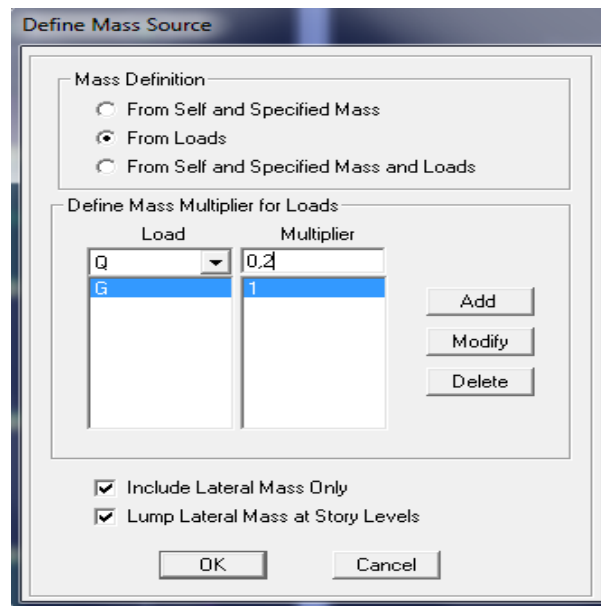 Define Mass Source
Mass Definition
From Self and Specified Mass
From Loads
From Self and Specified Mass and Loads
Define Mass Multiplier for Loads
Load Multiplier
Q 0,2
G 1
Add
Modify
Delete
Include Lateral Mass Only
Lump Lateral Mass at Story Levels
OK Cancel